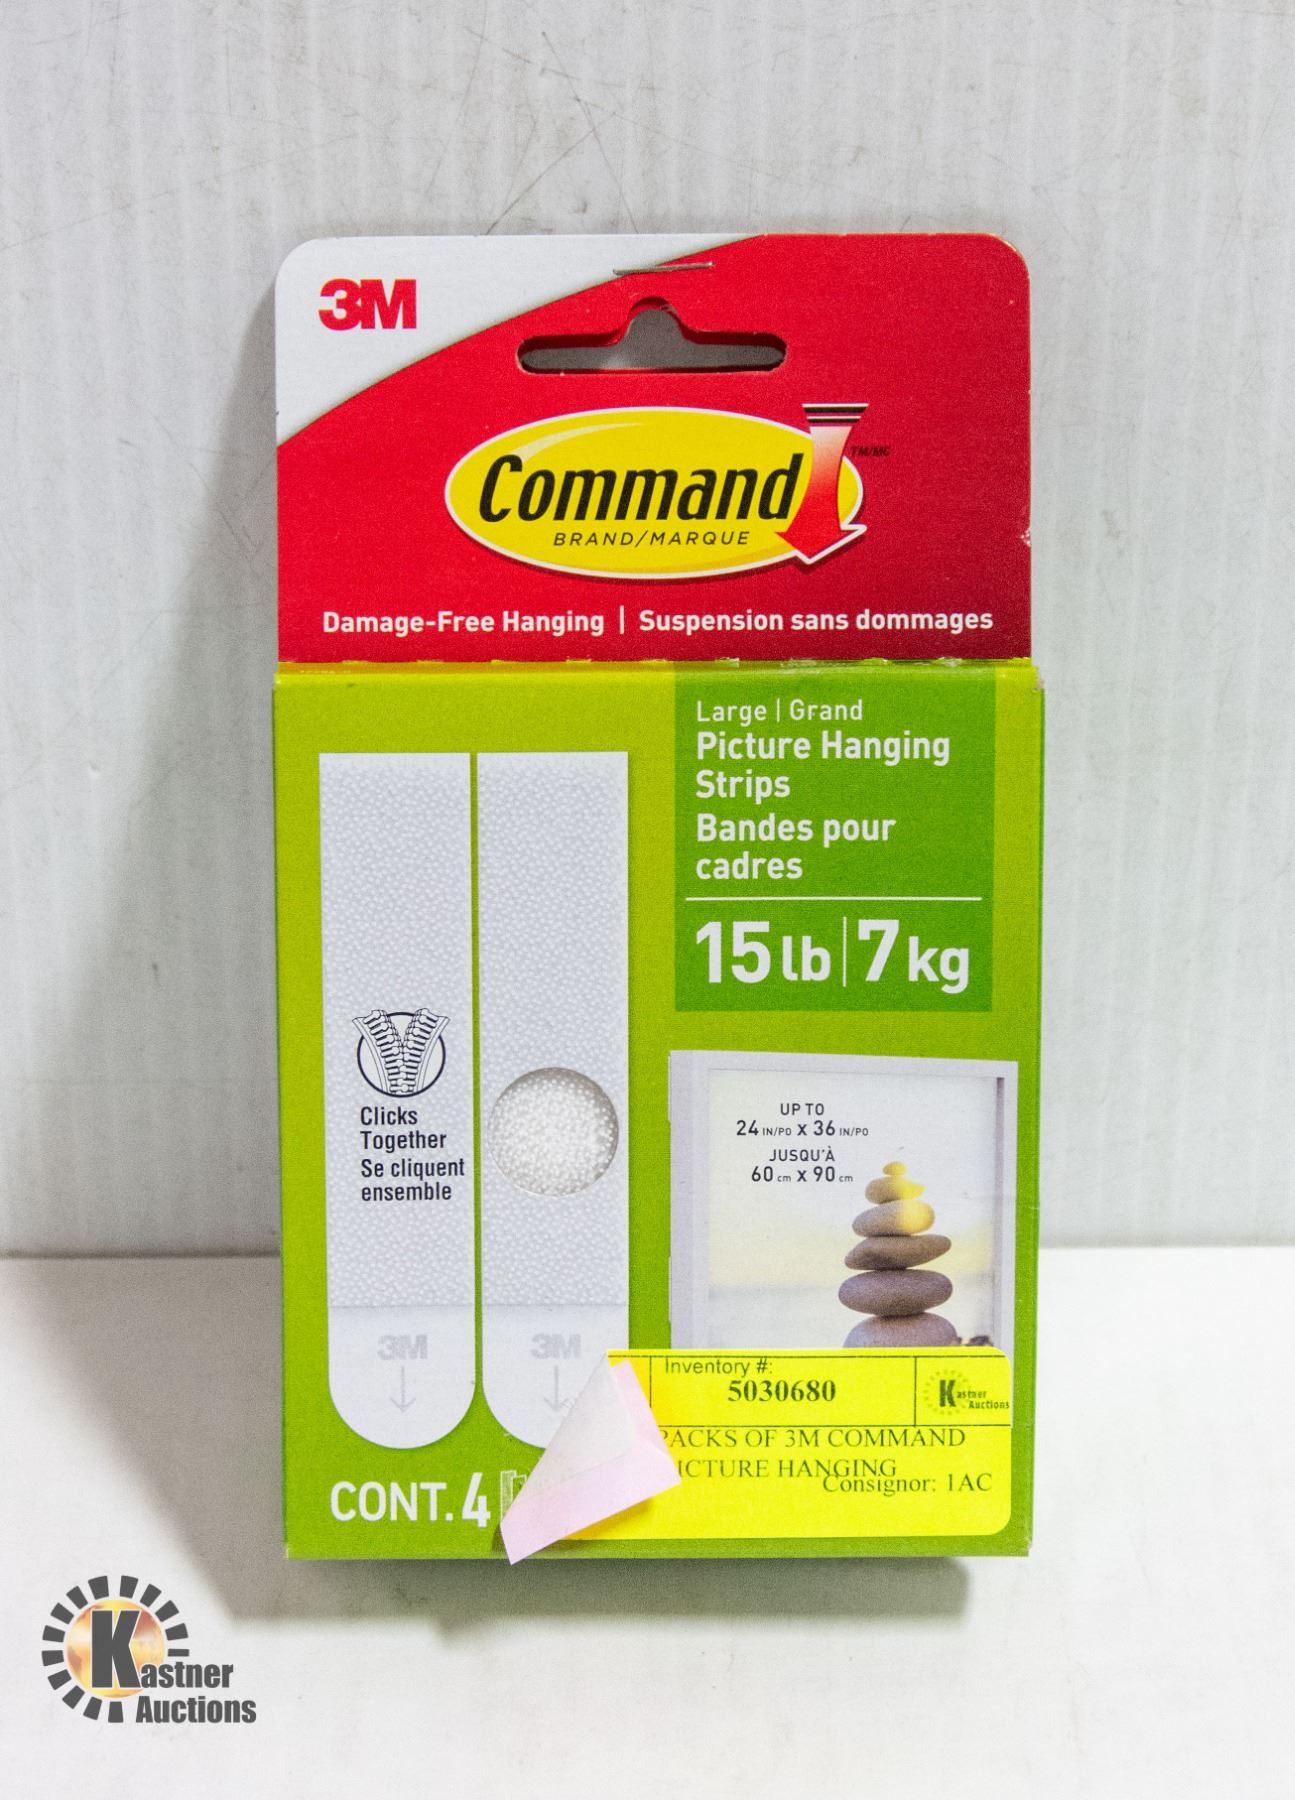 3M
Command
TM/MC
BRAND/MARQUE
Damage-Free Hanging | Suspension sans dommages
Large | Grand
Picture Hanging
Strips
Bandes pour
cadres
15 lb | 7 kg
Clicks
Together
Se cliquent
ensemble
UP TO
24 IN/PO X 36 IN/PO
JUSQU'À
60 cm X 90 cm
3M
3M
CONT. 4
Inventory #:
5030680
Kastner
Auctions
OF 3M COMMAND
HANGING
Consignor: 1AC
Kastner
Auctions